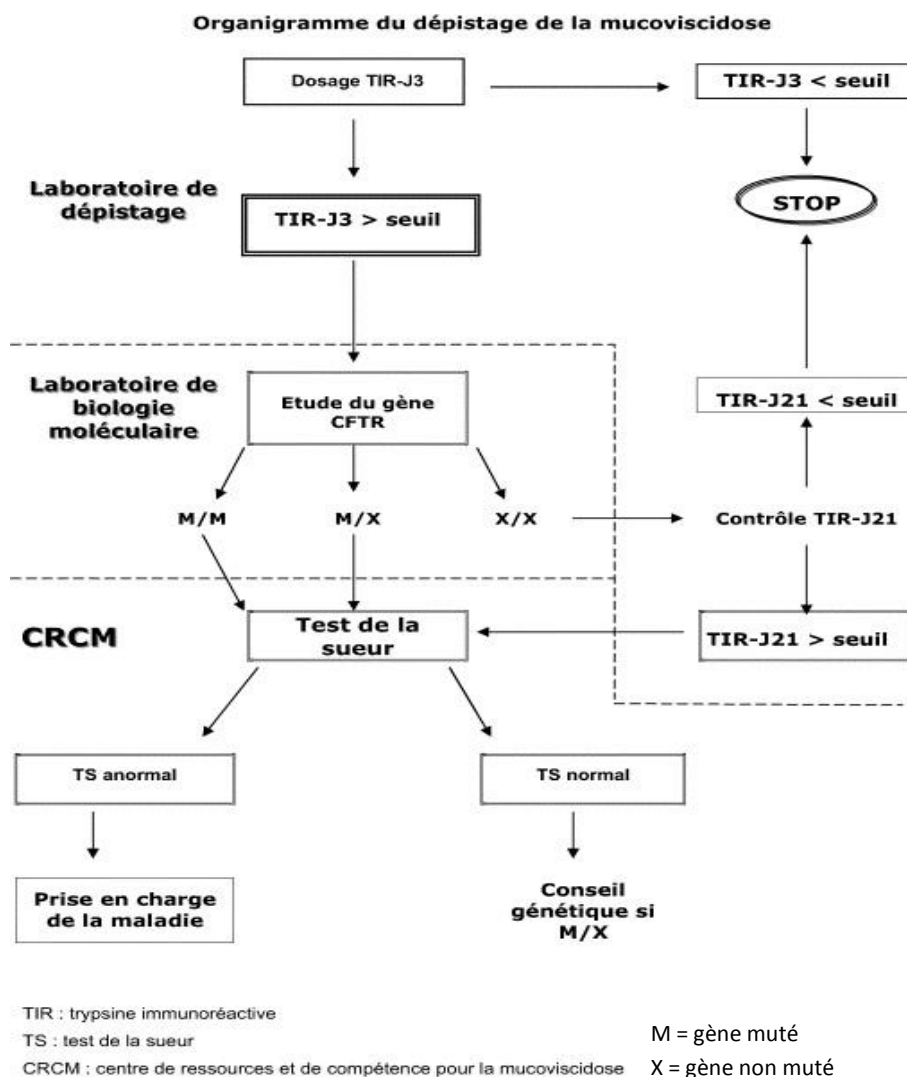 Organigramme du dépistage de la mucoviscidose
Dosage TIR-J3
TIR-J3 < seuil
Laboratoire de
dépistage
TIR-J3 > seuil
STOP
Laboratoire de
biologie
moléculaire
Etude du gène
CFTR
TIR-J21 < seuil
M/M
M/X
X/X
Contrôle TIR-J21
CRCM
Test de la
sueur
TIR-J21 > seuil
TS anormal
TS normal
Prise en charge
de la maladie
Conseil
génétique si
M/X
TIR : trypsine immunoréactive
TS : test de la sueur
CRCM : centre de ressources et de compétence pour la mucoviscidose
M = gène muté
X = gène non muté